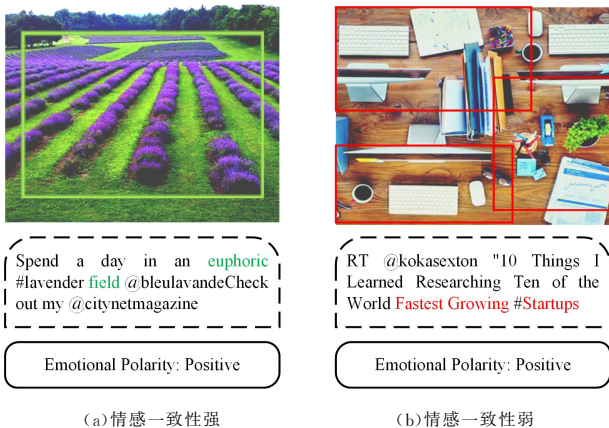 Spend a day in an euphoric
#lavender field @bleulavandeCheck
out my @citynetmagazine
Emotional Polarity: Positive
(a)情感一致性强
RT @kokasexton "10 Things I
Learned Researching Ten of the
World Fastest Growing #Startups
Emotional Polarity: Positive
(b)情感一致性弱